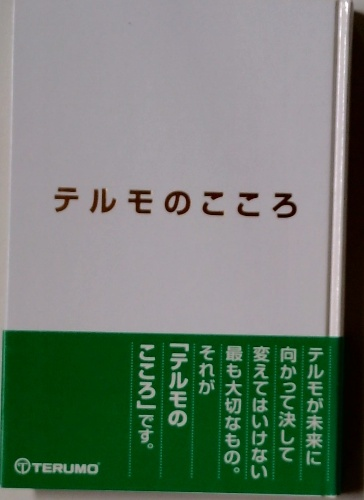 テルモのこころ
テルモが未来に
向かって決して
変えてはいけない
最も大切なもの。
それが
「テルモの
こころ」です。
TERUMO